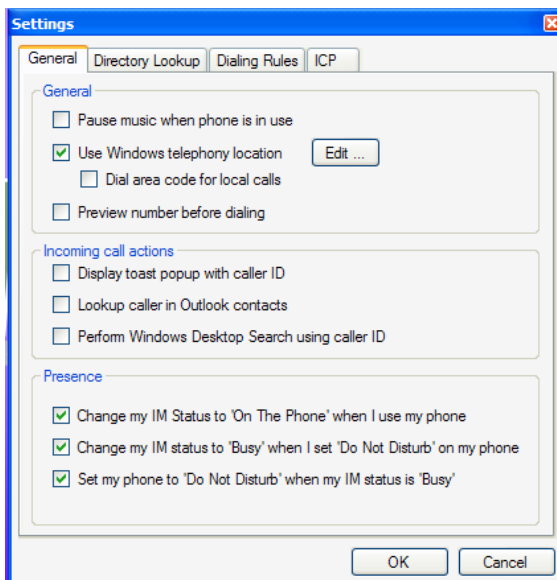 Settings
General Directory Lookup Dialing Rules ICP
General
Pause music when phone is in use
Use Windows telephony location Edit ...
Dial area code for local calls
Preview number before dialing
Incoming call actions
Display toast popup with caller ID
Lookup caller in Outlook contacts
Perform Windows Desktop Search using caller ID
Presence
Change my IM Status to 'On The Phone' when I use my phone
Change my IM status to 'Busy' when I set 'Do Not Disturb' on my phone
Set my phone to 'Do Not Disturb' when my IM status is 'Busy'
OK Cancel